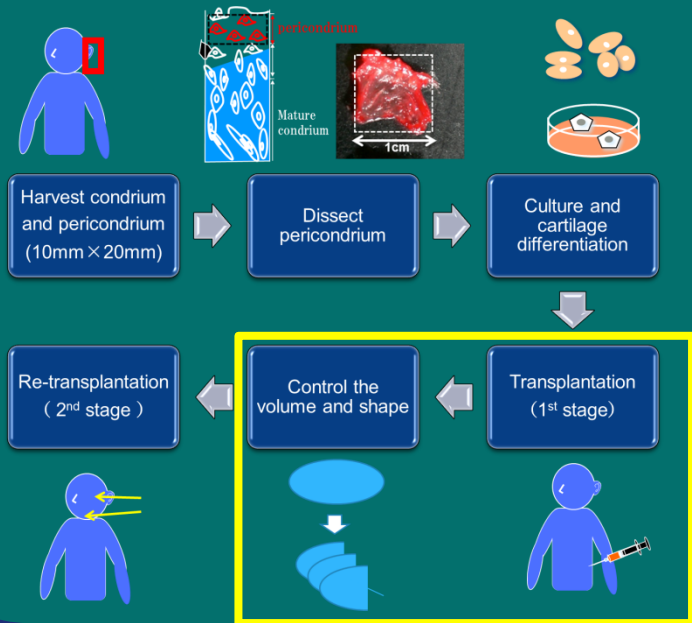 pericondrium
Mature
condrium
1cm
Harvest condrium
and pericondrium
(10mm×20mm)
Dissect
pericondrium
Culture and
cartilage
differentiation
Re-transplantation
( 2nd stage )
Control the
volume and shape
Transplantation
(1st stage)